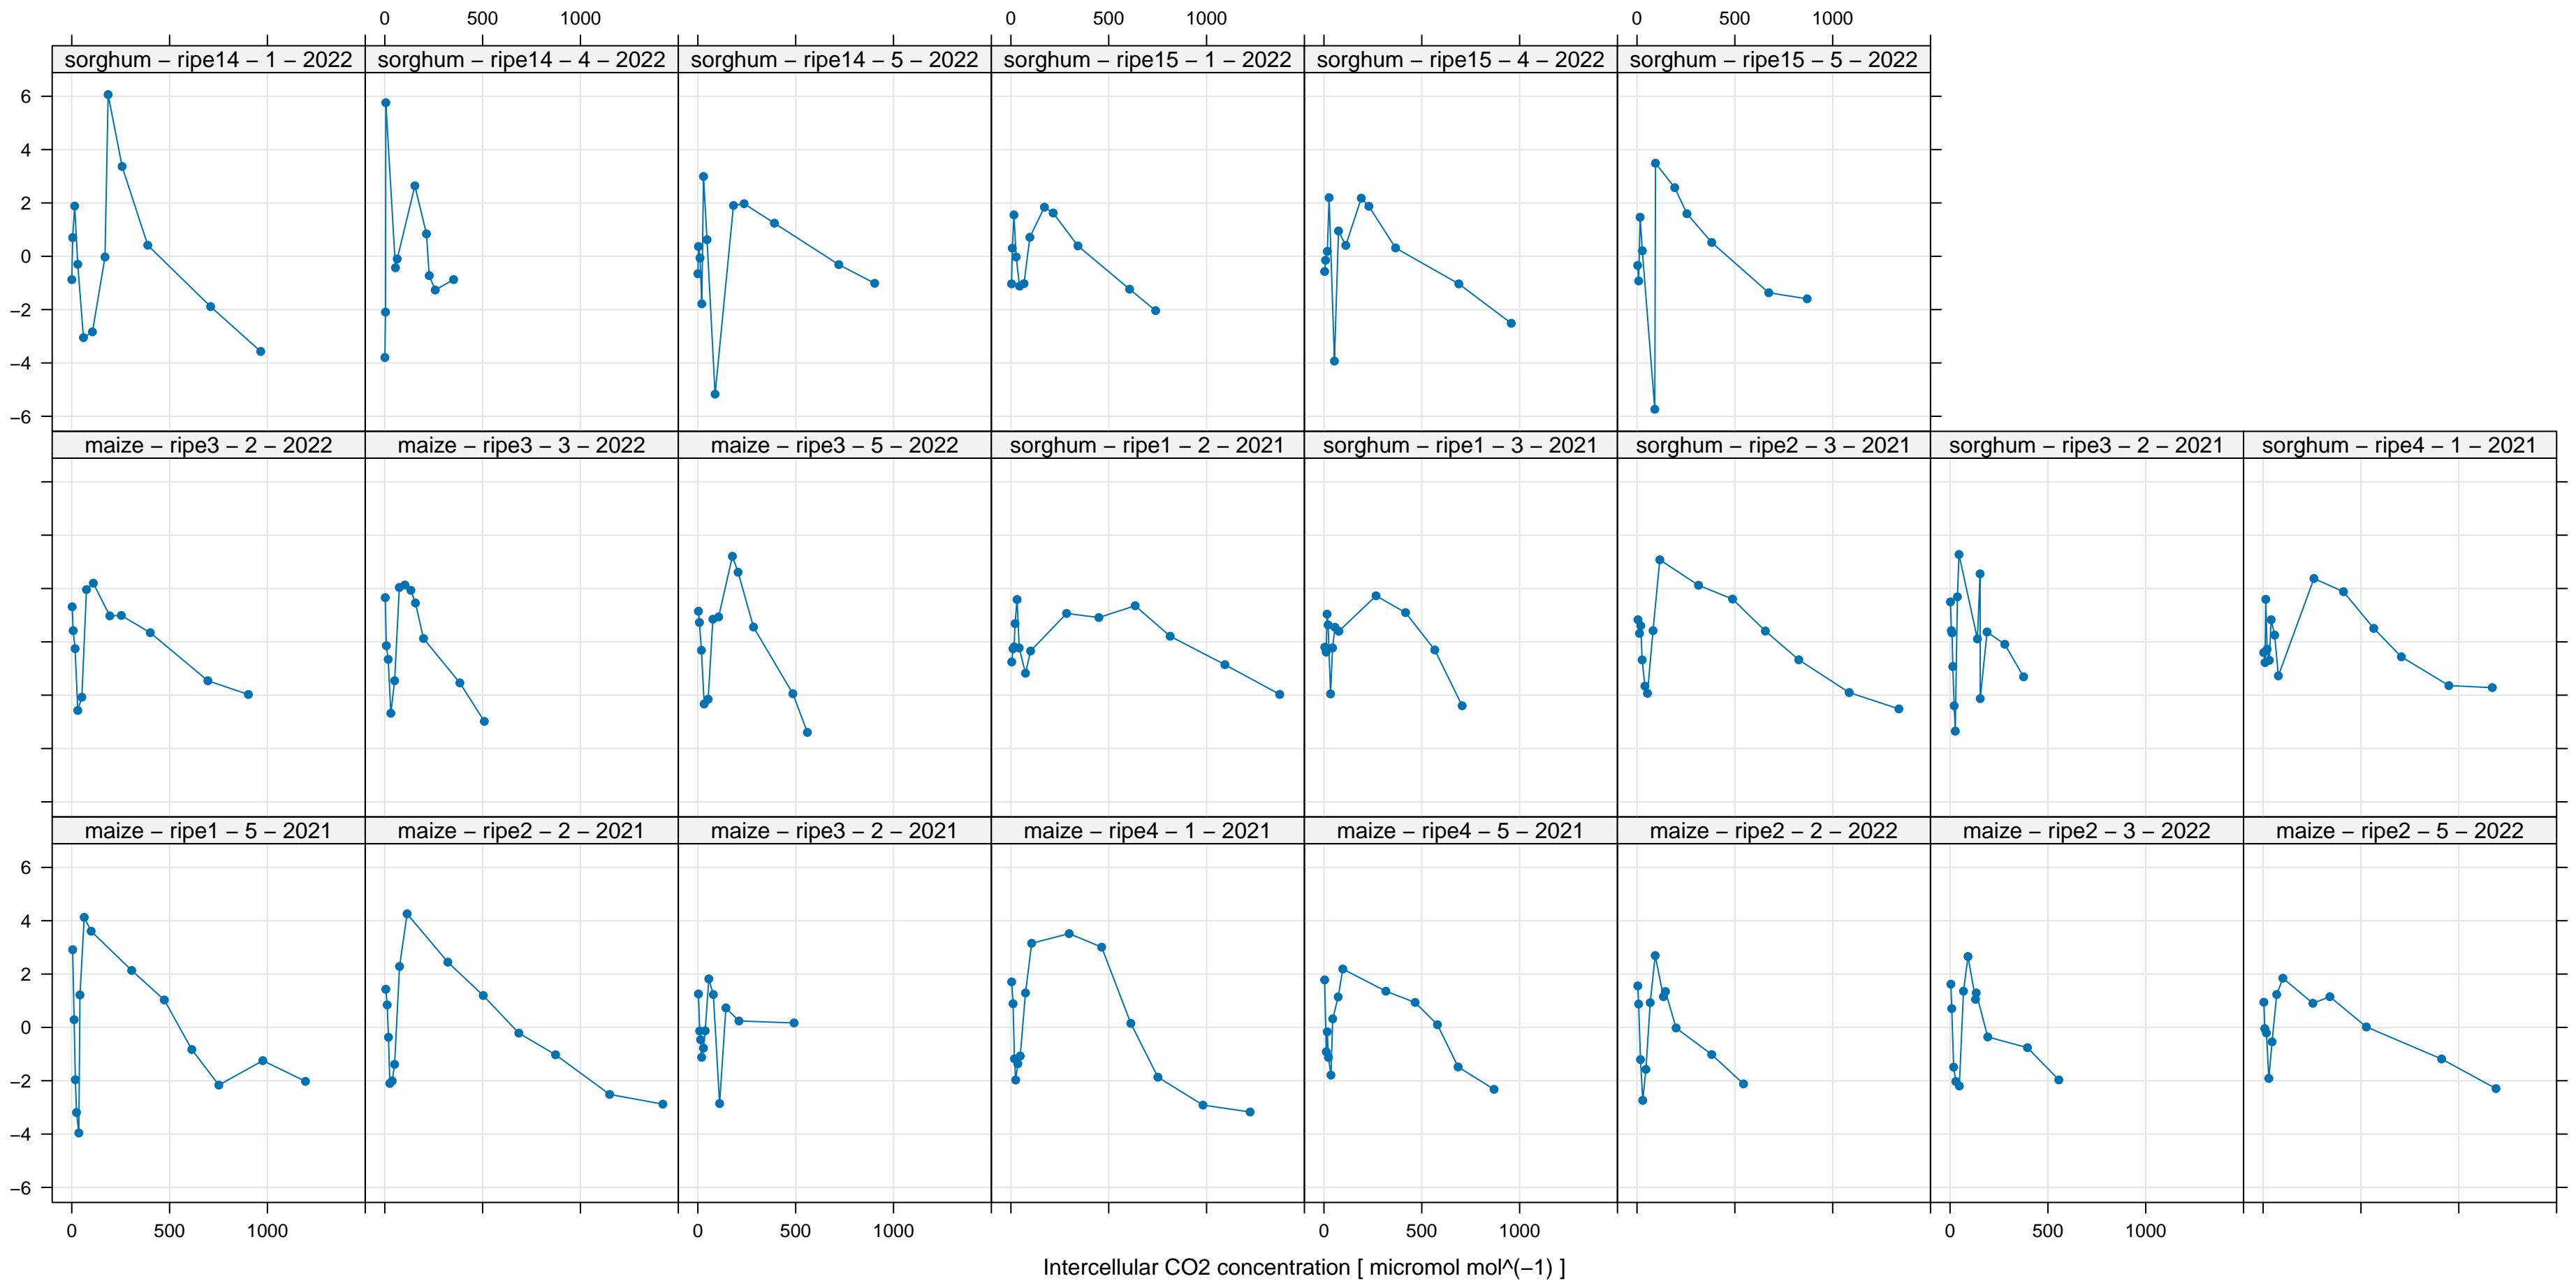 0 500 1000 0 500 1000 0 500 1000
sorghum − ripe14 − 1 − 2022 sorghum − ripe14 − 4 − 2022 sorghum − ripe14 − 5 − 2022 sorghum − ripe15 − 1 − 2022 sorghum − ripe15 − 4 − 2022 sorghum − ripe15 − 5 − 2022
6
4
2
0
−2
−4
−6
maize − ripe3 − 2 − 2022 maize − ripe3 − 3 − 2022 maize − ripe3 − 5 − 2022 sorghum − ripe1 − 2 − 2021 sorghum − ripe1 − 3 − 2021 sorghum − ripe2 − 3 − 2021 sorghum − ripe3 − 2 − 2021 sorghum − ripe4 − 1 − 2021
maize − ripe1 − 5 − 2021 maize − ripe2 − 2 − 2021 maize − ripe3 − 2 − 2021 maize − ripe4 − 1 − 2021 maize − ripe4 − 5 − 2021 maize − ripe2 − 2 − 2022 maize − ripe2 − 3 − 2022 maize − ripe2 − 5 − 2022
6
4
2
0
−2
−4
−6
0 500 1000 0 500 1000 0 500 1000 0 500 1000
Intercellular CO2 concentration [ micromol mol^(−1) ]